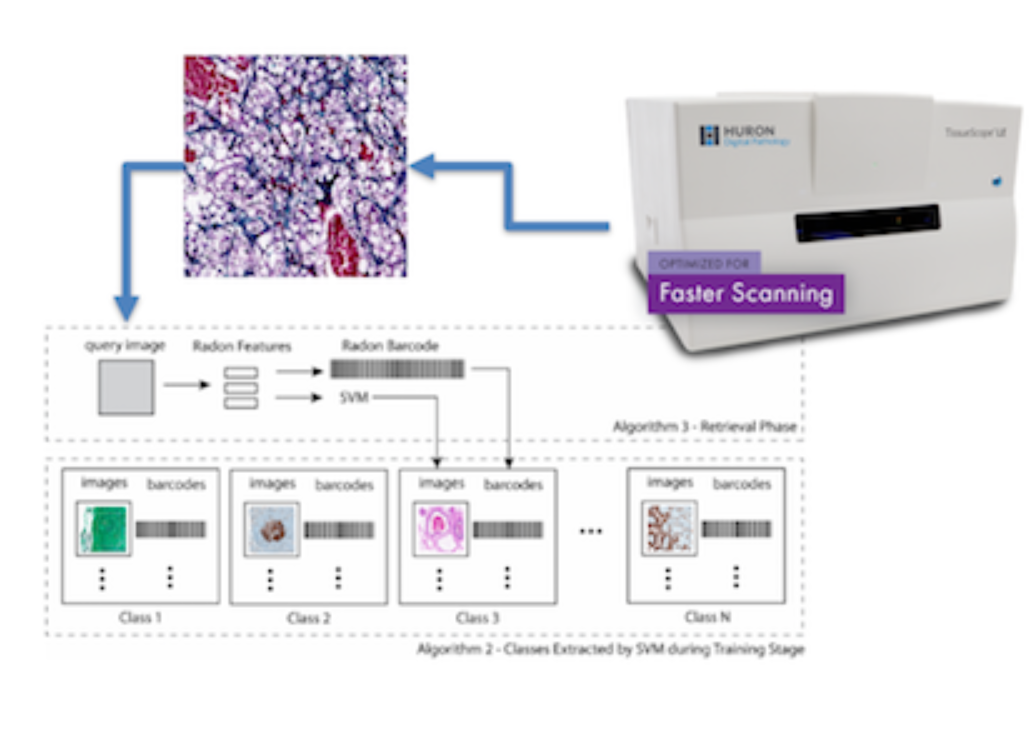 HURON
Digital Pathology
TissueScope LE
OPTIMIZED FOR
Faster Scanning
query image
Radon Features
Radon Barcode
SVM
Algorithm 3 - Retrieval Phase
images barcodes
images barcodes
images barcodes
images barcodes
Class 1
Class 2
Class 3
Class N
Algorithm 2 - Classes Extracted by SVM during Training Stage